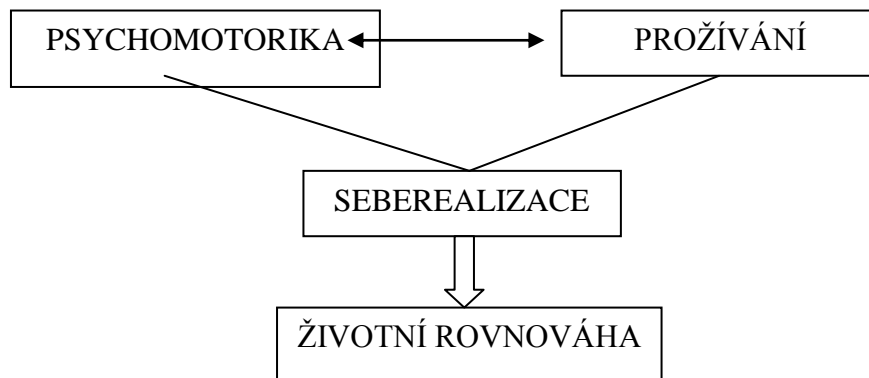 PSYCHOMOTORIKA
PROŽÍVÁNÍ
SEBEREALIZACE
ŽIVOTNÍ ROVNOVÁHA